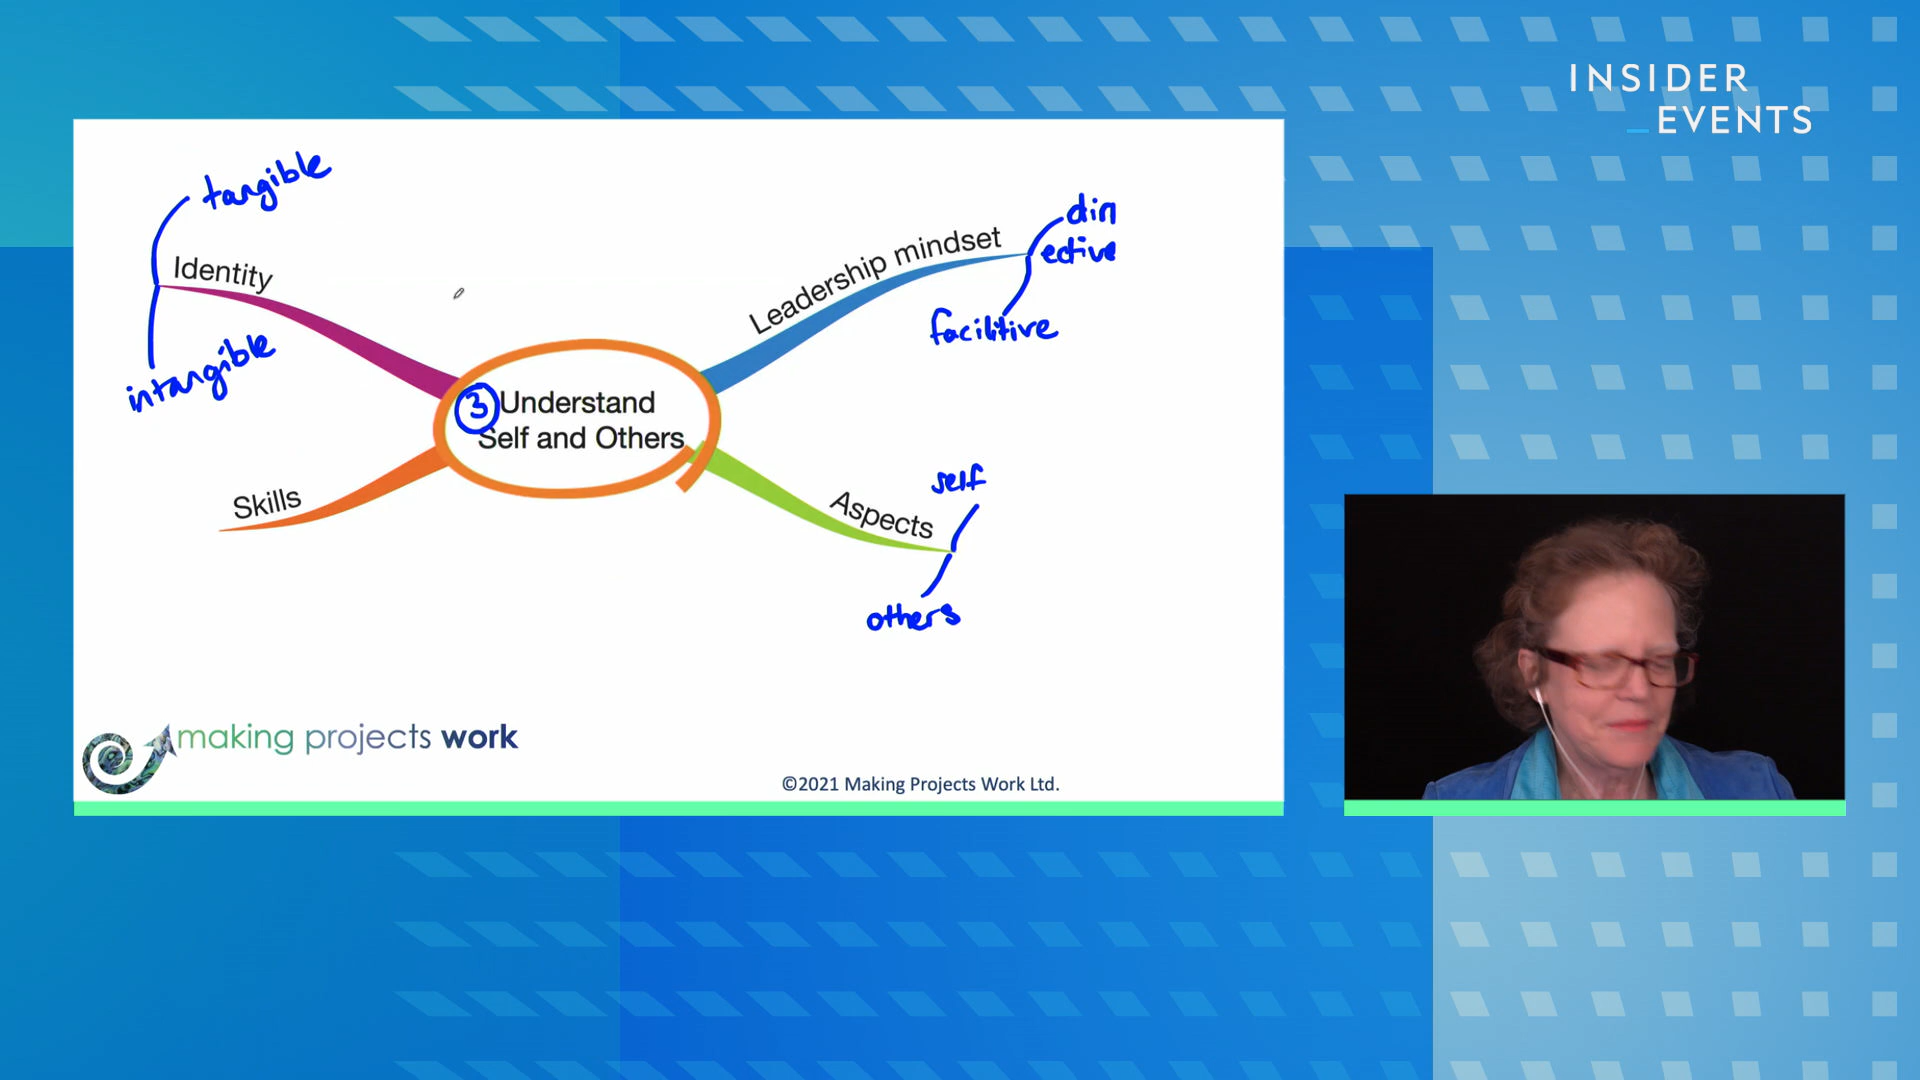 INSIDER
_EVENTS
tangible
Identity
intangible
Leadership mindset
dir
ective
facilitive
3
Understand
Self and Others
Skills
Aspects
self
others
making projects work
©2021 Making Projects Work Ltd.